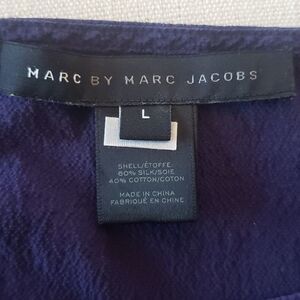 MARC BY MARC JACOBS
L
SHELL/ÉTOFFE
60% SILK/SOIE
40% COTTON/COTON
MADE IN CHINA
FABRIQUÉ EN CHINE